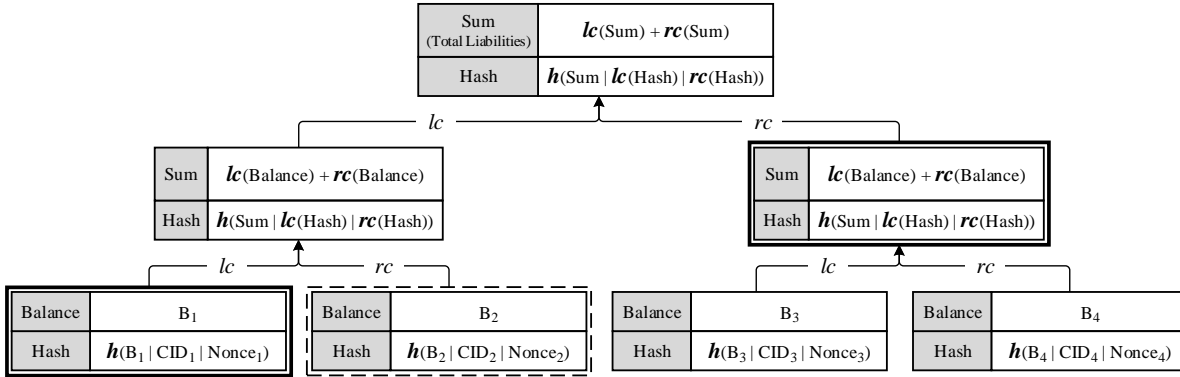 Sum
(Total Liabilities)
lc(Sum) + rc(Sum)
Hash
h(Sum | lc(Hash) | rc(Hash))
lc
rc
Sum
lc(Balance) + rc(Balance)
Hash
h(Sum | lc(Hash) | rc(Hash))
Sum
lc(Balance) + rc(Balance)
Hash
h(Sum | lc(Hash) | rc(Hash))
lc
rc
lc
rc
Balance
B₁
Hash
h(B₁ | CID₁ | Nonce₁)
Balance
B₂
Hash
h(B₂ | CID₂ | Nonce₂)
Balance
B₃
Hash
h(B₃ | CID₃ | Nonce₃)
Balance
B₄
Hash
h(B₄ | CID₄ | Nonce₄)